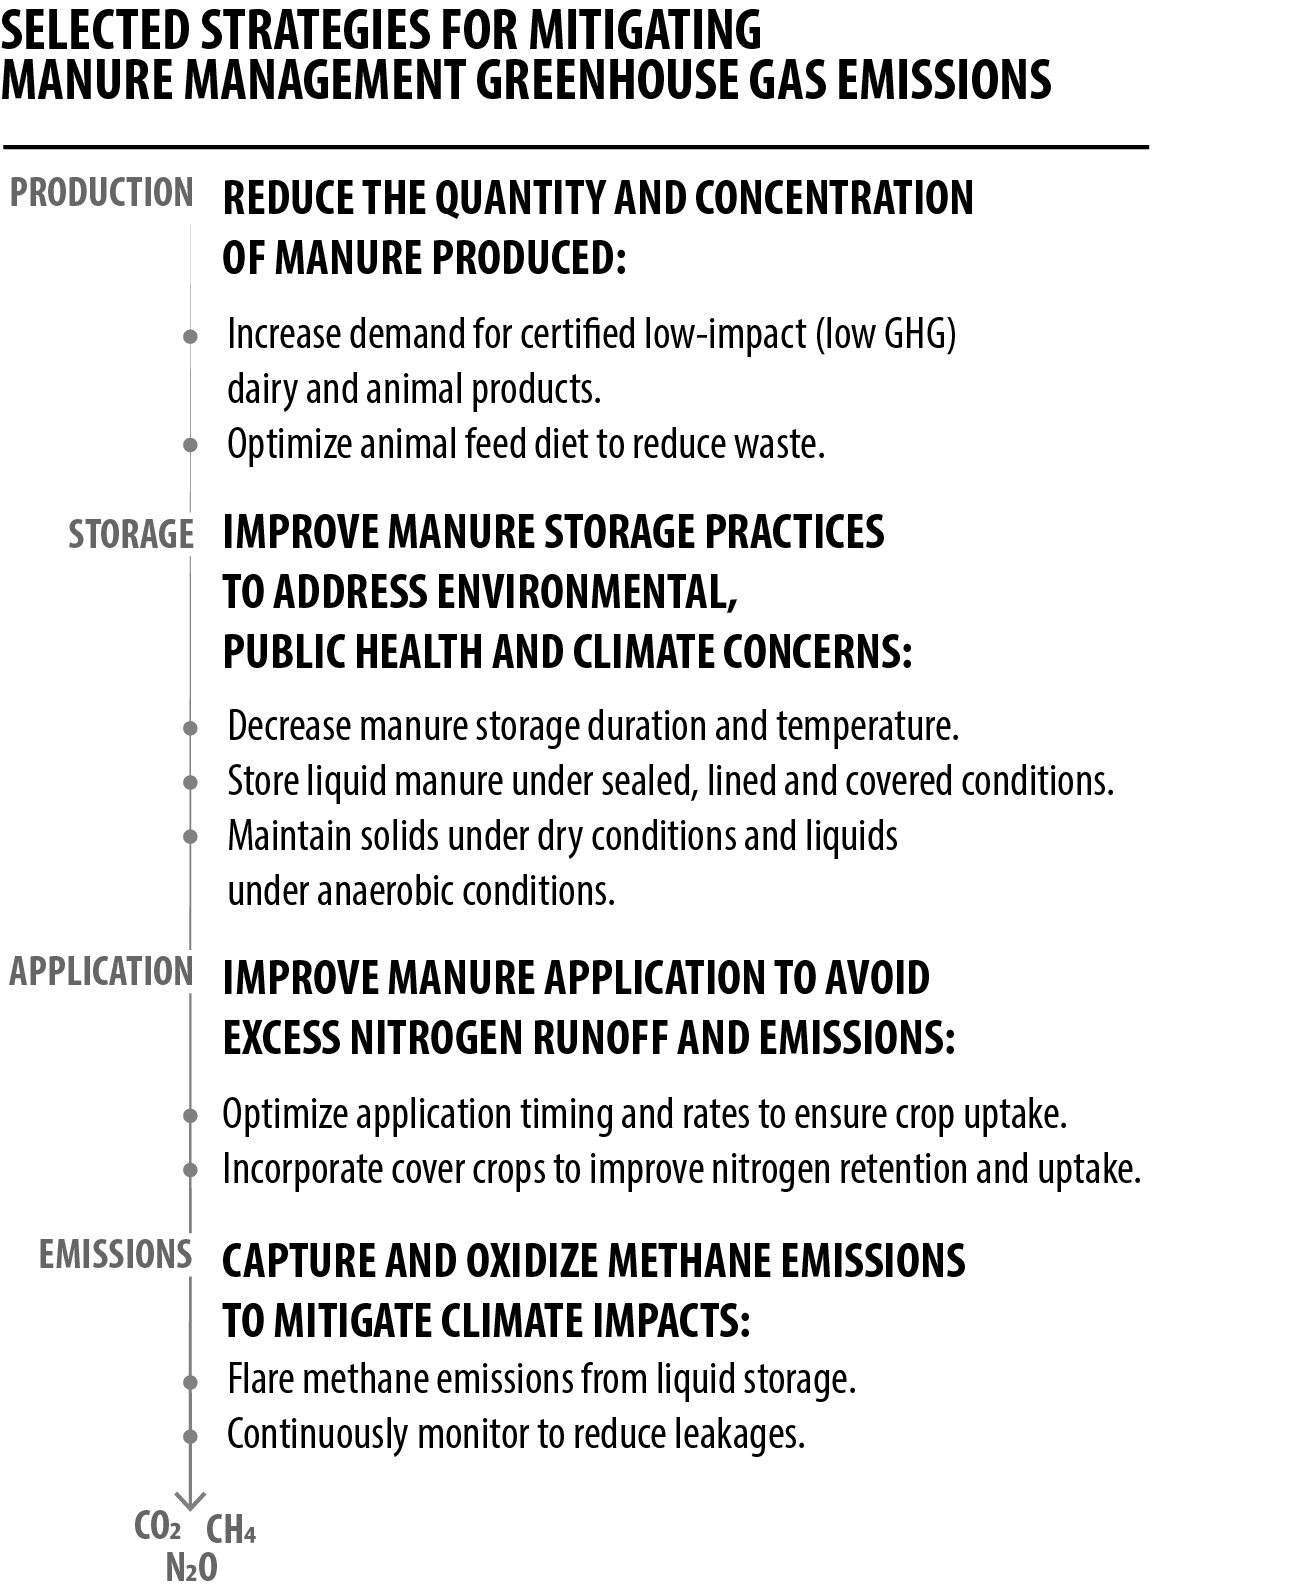 SELECTED STRATEGIES FOR MITIGATING
MANURE MANAGEMENT GREENHOUSE GAS EMISSIONS
PRODUCTION
REDUCE THE QUANTITY AND CONCENTRATION
OF MANURE PRODUCED:
Increase demand for certified low-impact (low GHG)
dairy and animal products.
Optimize animal feed diet to reduce waste.
STORAGE
IMPROVE MANURE STORAGE PRACTICES
TO ADDRESS ENVIRONMENTAL,
PUBLIC HEALTH AND CLIMATE CONCERNS:
Decrease manure storage duration and temperature.
Store liquid manure under sealed, lined and covered conditions.
Maintain solids under dry conditions and liquids
under anaerobic conditions.
APPLICATION
IMPROVE MANURE APPLICATION TO AVOID
EXCESS NITROGEN RUNOFF AND EMISSIONS:
Optimize application timing and rates to ensure crop uptake.
Incorporate cover crops to improve nitrogen retention and uptake.
EMISSIONS
CAPTURE AND OXIDIZE METHANE EMISSIONS
TO MITIGATE CLIMATE IMPACTS:
Flare methane emissions from liquid storage.
Continuously monitor to reduce leakages.
CO₂ CH₄
N₂O